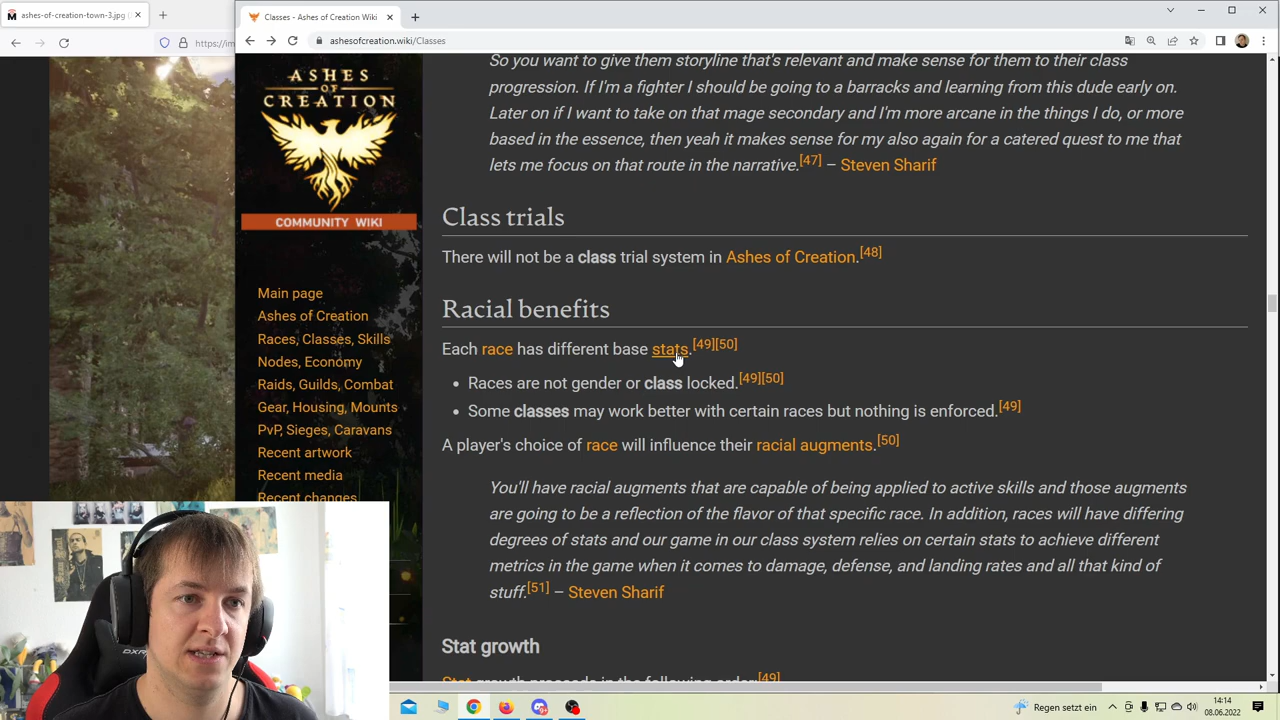 ashes-of-creation-town-3.jpg (
Classes - Ashes of Creation Wiki
https://im
ashesofcreation.wiki/Classes
ASHES
OF
CREATION
COMMUNITY WIKI
Main page
Ashes of Creation
Races, Classes, Skills
Nodes, Economy
Raids, Guilds, Combat
Gear, Housing, Mounts
PvP, Sieges, Caravans
Recent artwork
Recent media
Recent changes
So you want to give them storyline that's relevant and make sense for them to their class
progression. If I'm a fighter I should be going to a barracks and learning from this dude early on.
Later on if I want to take on that mage secondary and I'm more arcane in the things I do, or more
based in the essence, then yeah it makes sense for my also again for a catered quest to me that
lets me focus on that route in the narrative.[47] – Steven Sharif
Class trials
There will not be a class trial system in Ashes of Creation.[48]
Racial benefits
Each race has different base stats.[49][50]
• Races are not gender or class locked.[49][50]
• Some classes may work better with certain races but nothing is enforced.[49]
A player's choice of race will influence their racial augments.[50]
You'll have racial augments that are capable of being applied to active skills and those augments
are going to be a reflection of the flavor of that specific race. In addition, races will have differing
degrees of stats and our game in our class system relies on certain stats to achieve different
metrics in the game when it comes to damage, defense, and landing rates and all that kind of
stuff.[51] – Steven Sharif
Stat growth
Stat growth proceeds in the following order:[49]
DXR
Regen setzt ein
14:14
08.06.2022